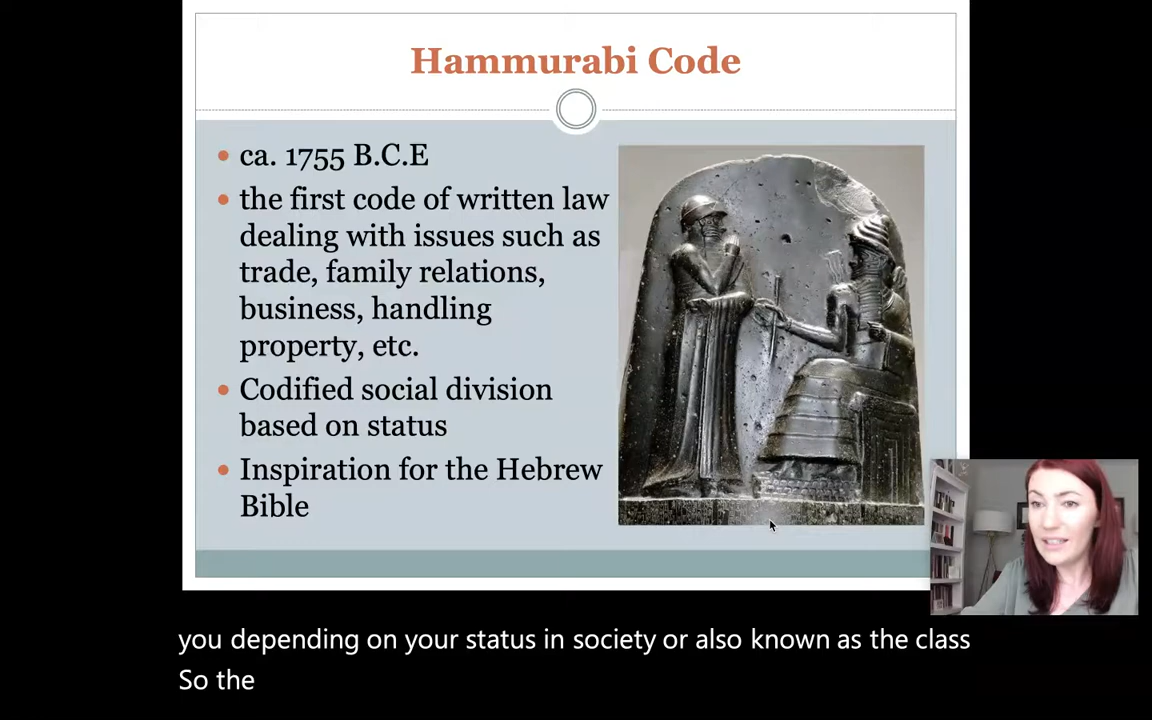 Hammurabi Code
ca. 1755 B.C.E
the first code of written law
dealing with issues such as
trade, family relations,
business, handling
property, etc.
Codified social division
based on status
Inspiration for the Hebrew
Bible
you depending on your status in society or also known as the class
So the